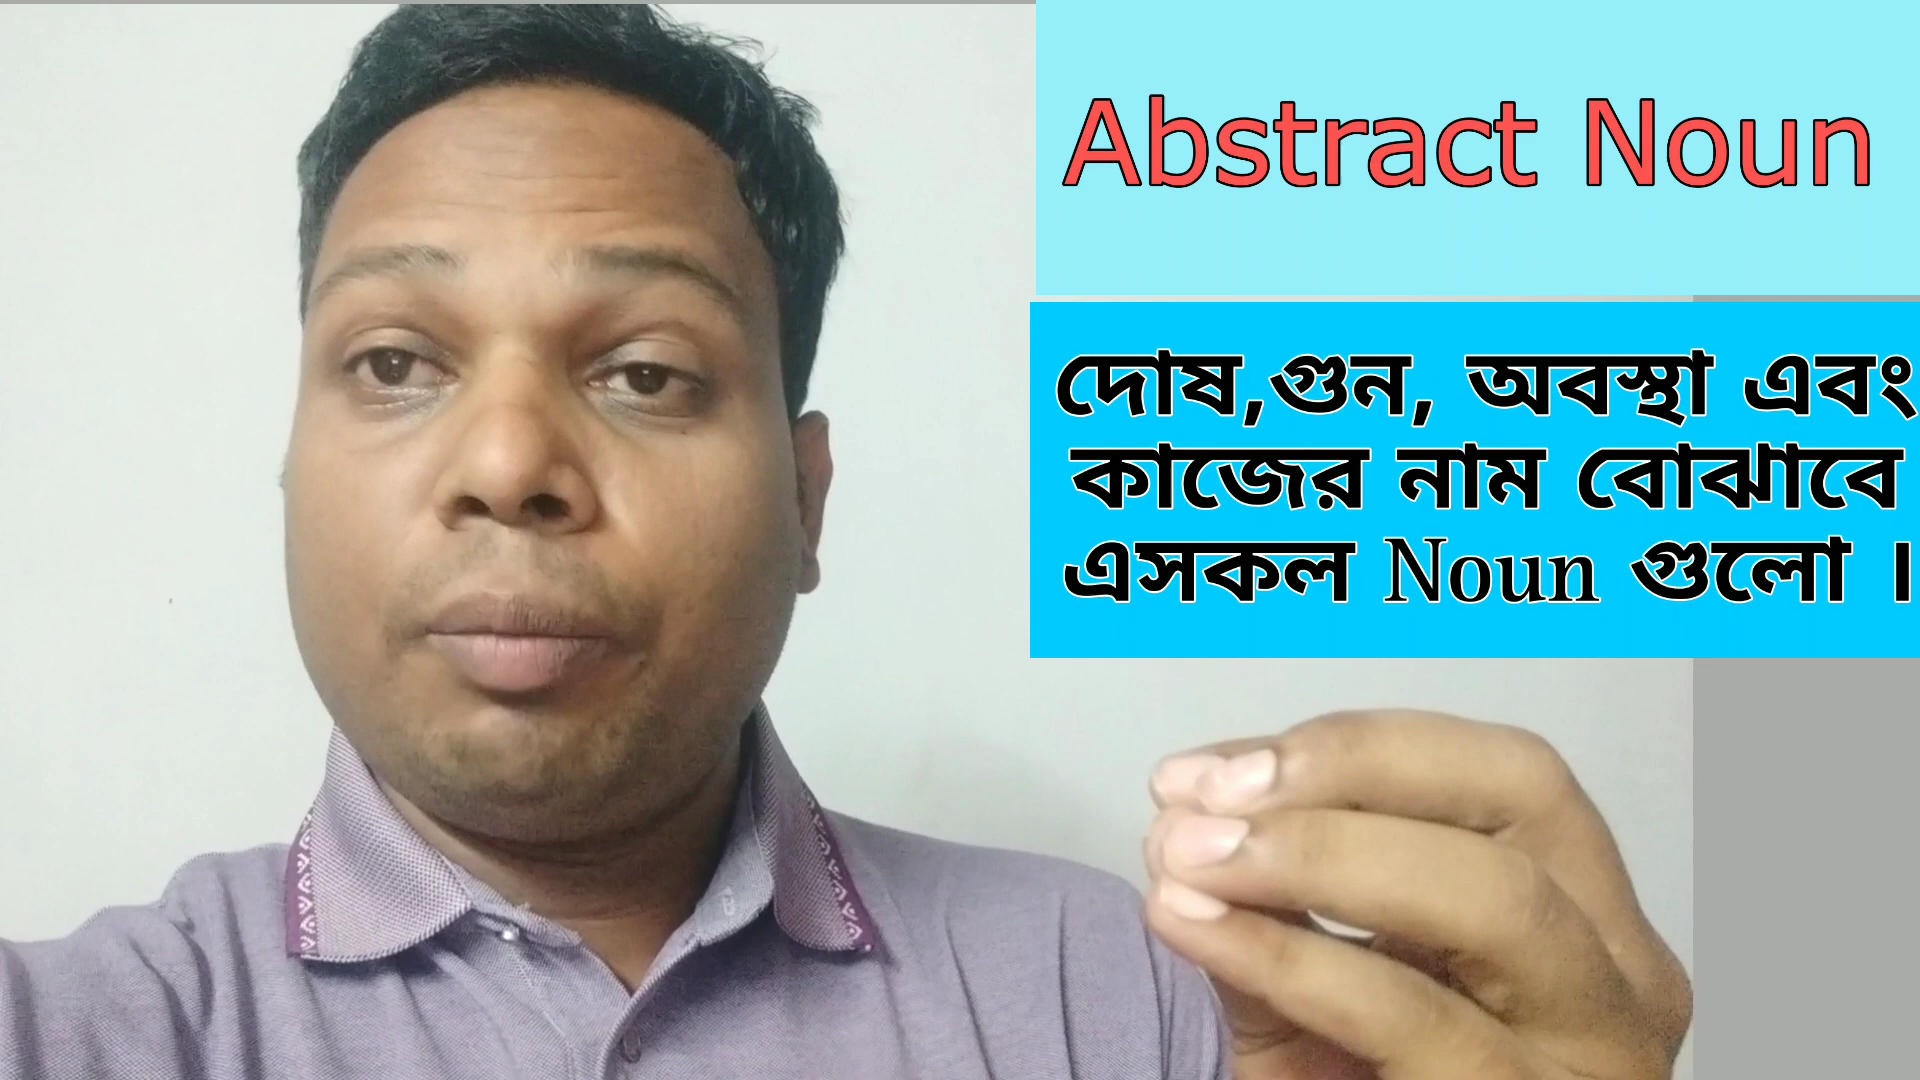 Abstract Noun
দোষ,গুন, অবস্থা এবং
কাজের নাম বোঝাবে
এসকল Noun গুলো ।